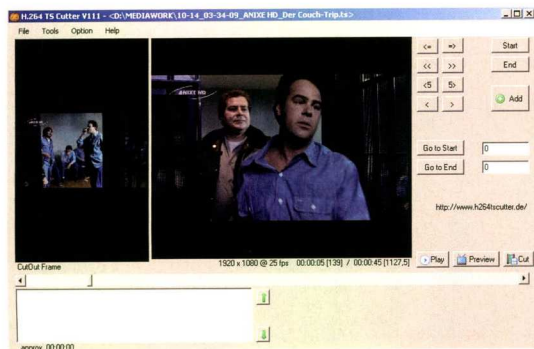 H.264 TS Cutter V111 - <D:\MEDIAWORK\10-14_03-34-09_ANIXE HD_Der Couch-Trip.ts>
File Tools Option Help
ANIXE HD
<= =>
Start
<< >>
End
<5 5>
< >
Add
Go to Start 0
Go to End 0
http://www.h264tscutter.de/
1920 x 1080 @ 25 fps 00:00:05 [139] / 00:00:45 [1127,5]
Play Preview Cut
CutOut Frame
approx. 00:00:00